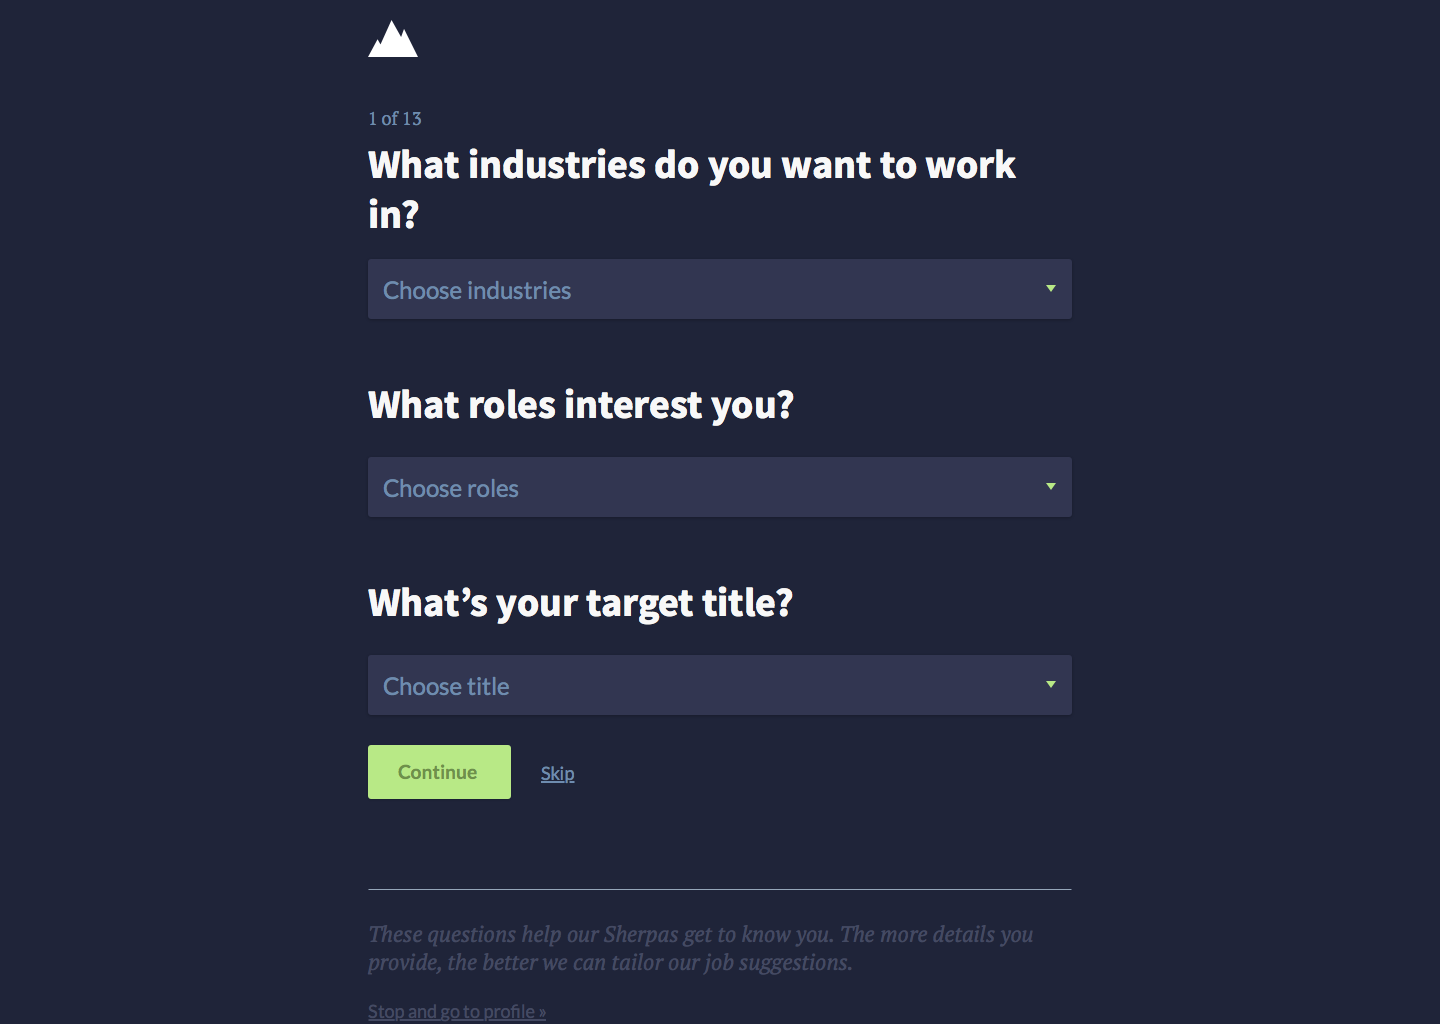 1 of 13
What industries do you want to work
in?
Choose industries
What roles interest you?
Choose roles
What’s your target title?
Choose title
Continue
Skip
These questions help our Sherpas get to know you. The more details you
provide, the better we can tailor our job suggestions.
Stop and go to profile »